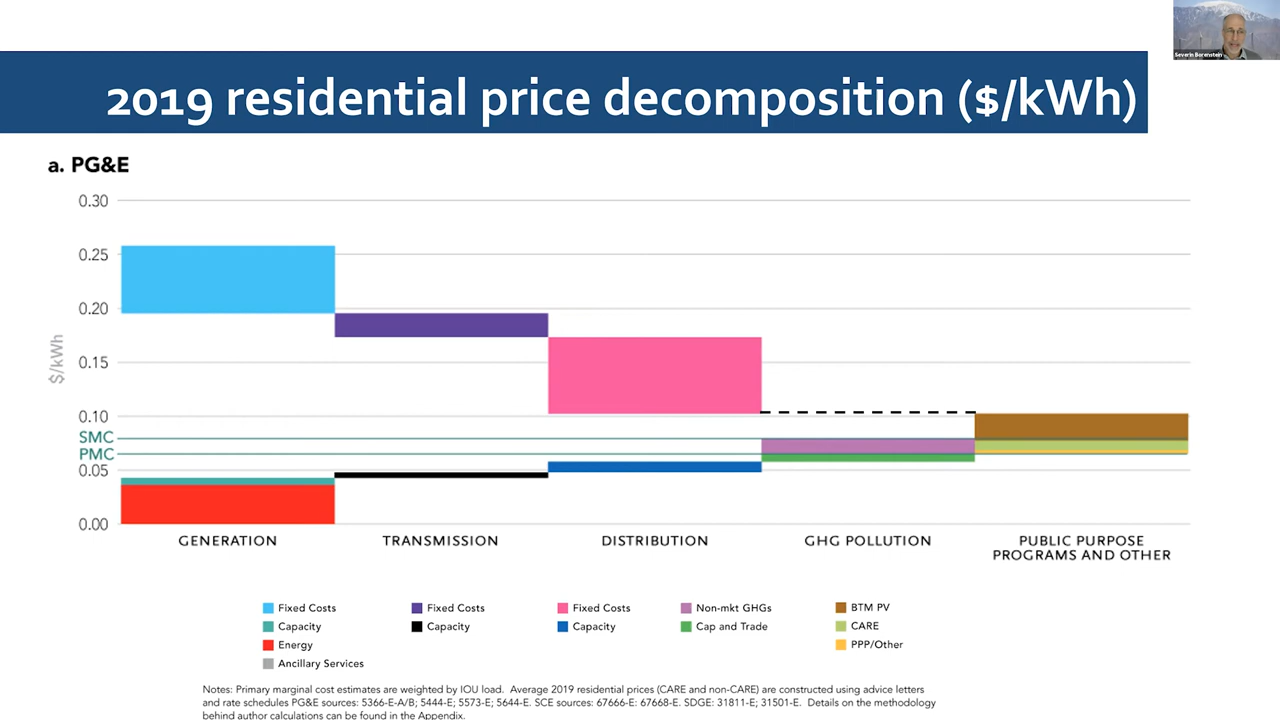 Severin Borenstein
2019 residential price decomposition ($/kWh)
a. PG&E
0.30
0.25
0.20
0.15
0.10
SMC
PMC
0.05
0.00
$/kWh
GENERATION
TRANSMISSION
DISTRIBUTION
GHG POLLUTION
PUBLIC PURPOSE
PROGRAMS AND OTHER
Fixed Costs
Capacity
Energy
Ancillary Services
Fixed Costs
Capacity
Fixed Costs
Capacity
Non-mkt GHGs
Cap and Trade
BTM PV
CARE
PPP/Other
Notes: Primary marginal cost estimates are weighted by IOU load. Average 2019 residential prices (CARE and non-CARE) are constructed using advice letters
and rate schedules PG&E sources: 5366-E-A/B; 5444-E; 5573-E; 5644-E. SCE sources: 67666-E: 67668-E. SDGE: 31811-E; 31501-E. Details on the methodology
behind author calculations can be found in the Appendix.